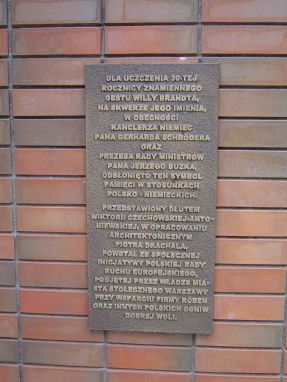 DLA UCZCZENIA 30-TEJ
ROCZNICY ZNAMIENNEGO
GESTU WILLY BRANDTA,
NA SKWERZE JEGO IMIENIA,
W OBECNOŚCI
KANCLERZA NIEMIEC
PANA GERHARDA SCHRÖDERA
ORAZ
PREZESA RADY MINISTRÓW
PANA JERZEGO BUZKA,
ODSŁONIĘTO TEN SYMBOL
PAMIĘCI W STOSUNKACH
POLSKO - NIEMIECKICH.
PRZEDSTAWIONY DŁUTEM
WIKTORII CZECHOWSKIEJ-ANTO-
NIEWSKIEJ, W OPRACOWANIU
ARCHITEKTONICZNYM
PIOTRA DRACHALA,
POWSTAŁ ZE SPOŁECZNEJ
INICJATYWY POLSKIEJ RADY
RUCHU EUROPEJSKIEGO,
PODJĘTEJ PRZEZ WŁADZE MIA-
STA STOŁECZNEGO WARSZAWY
PRZY WSPARCIU FIRMY RÖBEN
ORAZ INNYCH POLSKICH OGNIW
DOBREJ WOLI.